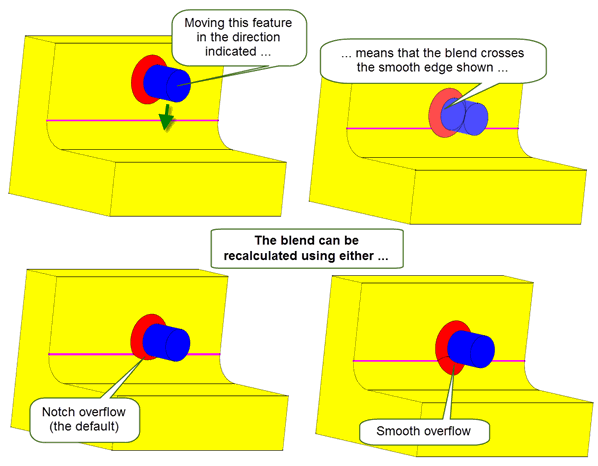 Moving this feature
in the direction
indicated ...
... means that the blend crosses
the smooth edge shown ...
The blend can be
recalculated using either ...
Notch overflow
(the default)
Smooth overflow